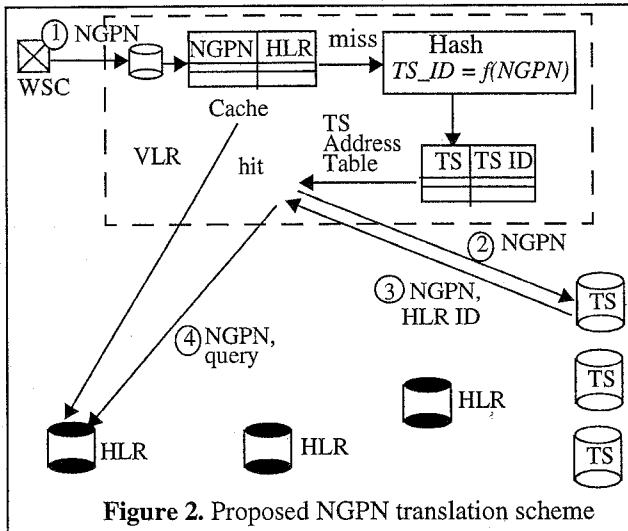 1 NGPN
WSC
NGPN HLR
Cache
miss
Hash
TS_ID = f(NGPN)
TS
Address
Table
TS TS ID
VLR
hit
2 NGPN
3 NGPN,
HLR ID
4 NGPN,
query
TS
TS
TS
HLR
HLR
HLR
Figure 2. Proposed NGPN translation scheme